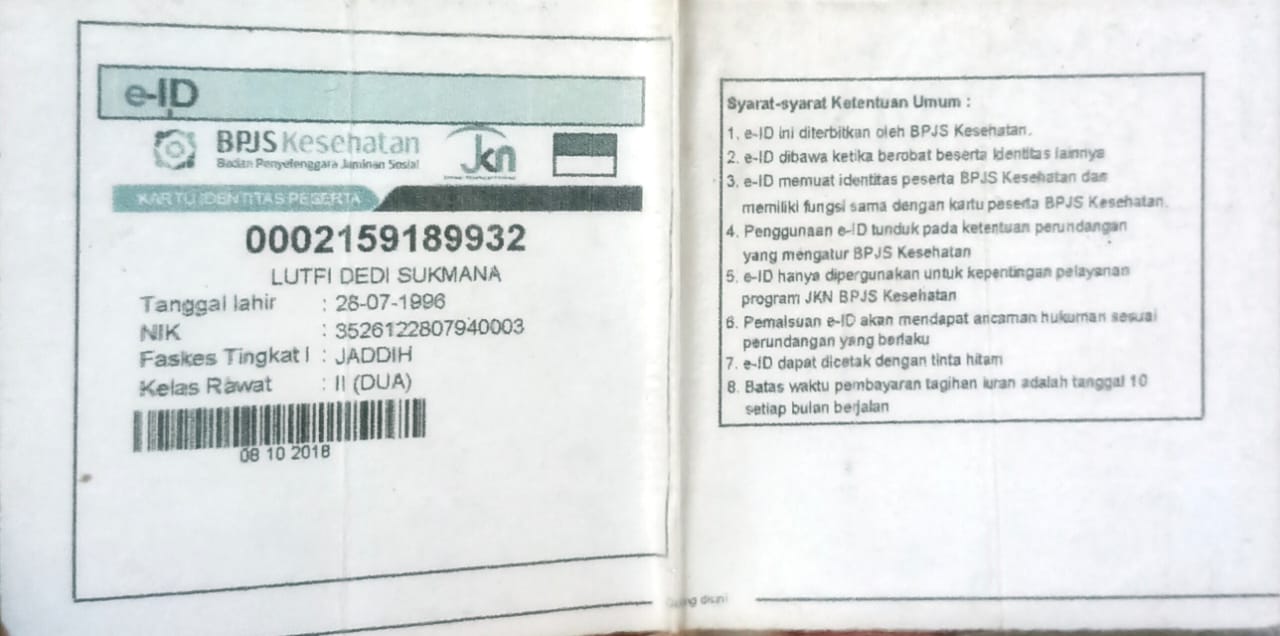 e-ID
BPJS Kesehatan
Badan Penyelenggara Jaminan Sosial
jkn
KARTU IDENTITAS PESERTA
0002159189932
LUTFI DEDI SUKMANA
Tanggal lahir : 28-07-1996
NIK : 3526122807940003
Faskes Tingkat I : JADDIH
Kelas Rawat : II (DUA)
08 10 2018
Syarat-syarat Ketentuan Umum :
1. e-ID ini diterbitkan oleh BPJS Kesehatan.
2. e-ID dibawa ketika berobat beserta Identitas lainnya
3. e-ID memuat identitas peserta BPJS Kesehatan dan
memiliki fungsi sama dengan kartu peserta BPJS Kesehatan.
4. Penggunaan e-ID tunduk pada ketentuan perundangan
yang mengatur BPJS Kesehatan
5. e-ID hanya dipergunakan untuk kepentingan pelayanan
program JKN BPJS Kesehatan
6. Pemalsuan e-ID akan mendapat ancaman hukuman sesuai
perundangan yang berlaku
7. e-ID dapat dicetak dengan tinta hitam
8. Batas waktu pembayaran tagihan iuran adalah tanggal 10
setiap bulan berjalan
disini